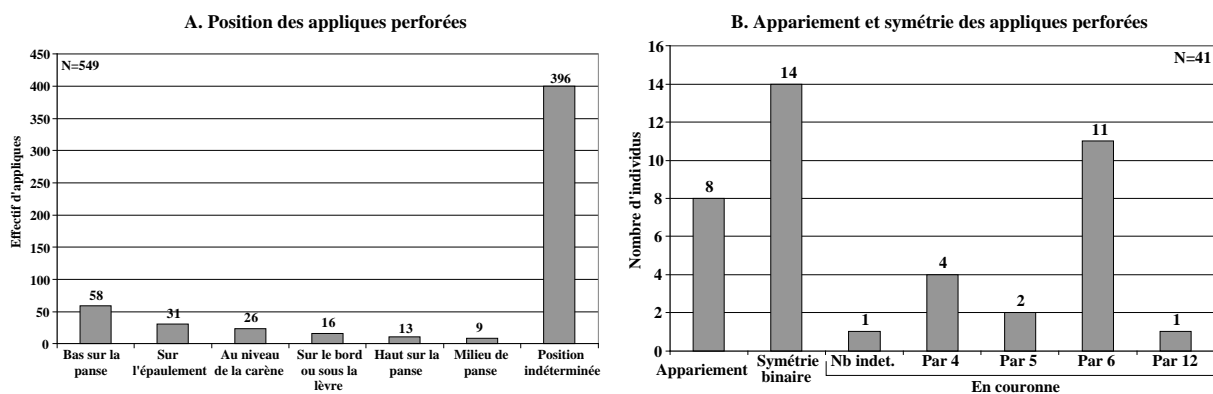 A. Position des appliques perforées
N=549
Effectif d'appliques
450
400
350
300
250
200
150
100
50
0
58
31
26
16
13
9
396
Bas sur la panse
Sur l'épaulement
Au niveau de la carène
Sur le bord ou sous la lèvre
Haut sur la panse
Milieu de panse
Position indéterminée
B. Appariement et symétrie des appliques perforées
N=41
Nombre d'individus
16
14
12
10
8
6
4
2
0
8
14
1
4
2
11
1
Appariement
Symétrie binaire
Nb indet.
Par 4
Par 5
Par 6
Par 12
En couronne